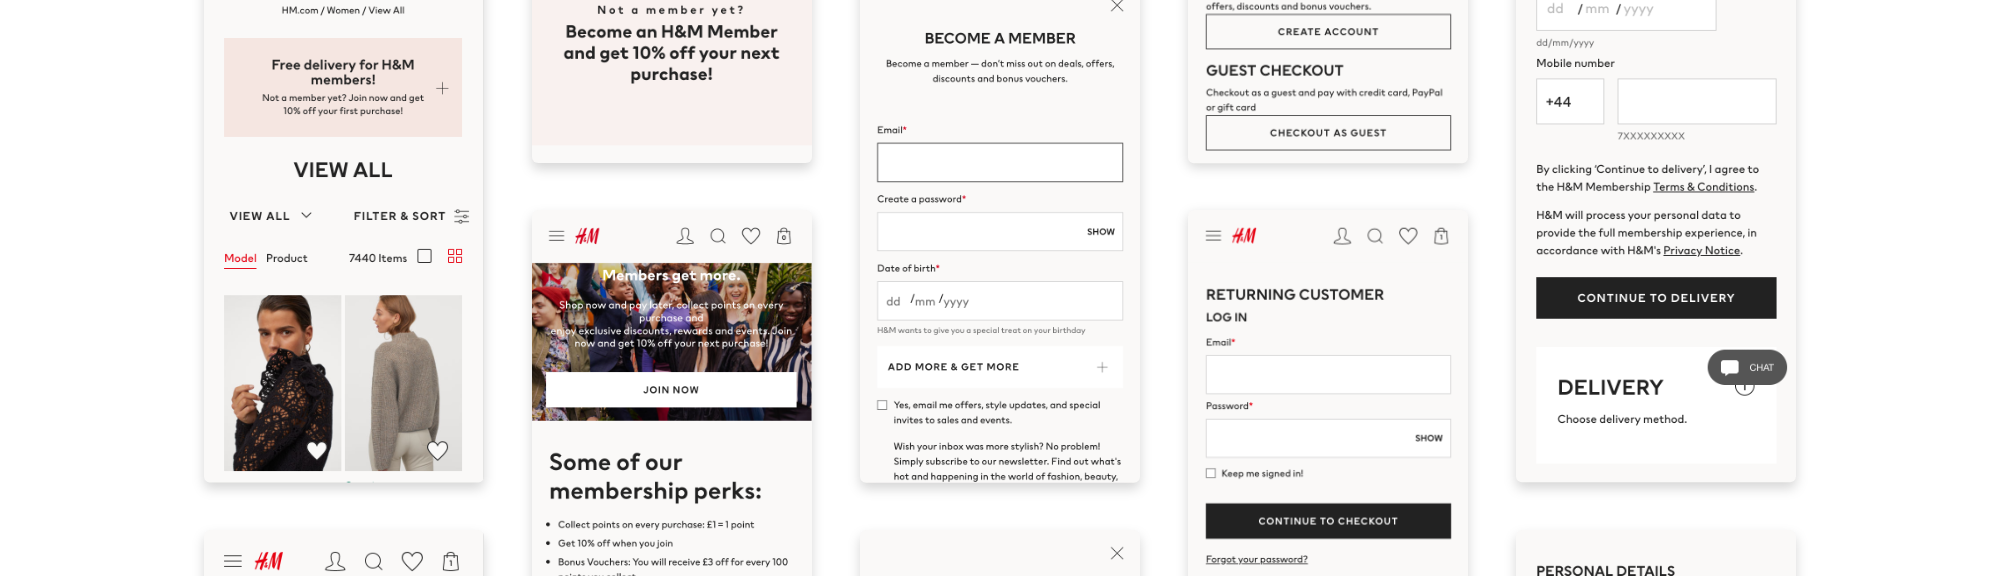 HM.com / Women / View All
Free delivery for H&M
members!
Not a member yet? Join now and get
10% off your first purchase!
VIEW ALL
VIEW ALL
FILTER & SORT
Model
Product
7440 Items
H&M
1
Not a member yet?
Become an H&M Member
and get 10% off your next
purchase!
H&M
0
Members get more.
Shop now and pay later, collect points on every
purchase and
enjoy exclusive discounts, rewards and events. Join
now and get 10% off your next purchase!
JOIN NOW
Some of our
membership perks:
• Collect points on every purchase: £1 = 1 point
• Get 10% off when you join
• Bonus Vouchers: You will receive £3 off for every 100
points you collect
BECOME A MEMBER
Become a member — don't miss out on deals, offers,
discounts and bonus vouchers.
Email*
Create a password*
SHOW
Date of birth*
dd /mm /yyyy
H&M wants to give you a special treat on your birthday
ADD MORE & GET MORE
Yes, email me offers, style updates, and special
invites to sales and events.
Wish your inbox was more stylish? No problem!
Simply subscribe to our newsletter. Find out what's
hot and happening in the world of fashion, beauty,
offers, discounts and bonus vouchers.
CREATE ACCOUNT
GUEST CHECKOUT
Checkout as a guest and pay with credit card, PayPal
or gift card
CHECKOUT AS GUEST
H&M
1
RETURNING CUSTOMER
LOG IN
Email*
Password*
SHOW
Keep me signed in!
CONTINUE TO CHECKOUT
Forgot your password?
dd / mm / yyyy
dd/mm/yyyy
Mobile number
+44
7XXXXXXXXX
By clicking 'Continue to delivery', I agree to
the H&M Membership Terms & Conditions.
H&M will process your personal data to
provide the full membership experience, in
accordance with H&M's Privacy Notice.
CONTINUE TO DELIVERY
CHAT
DELIVERY
Choose delivery method.
PERSONAL DETAILS